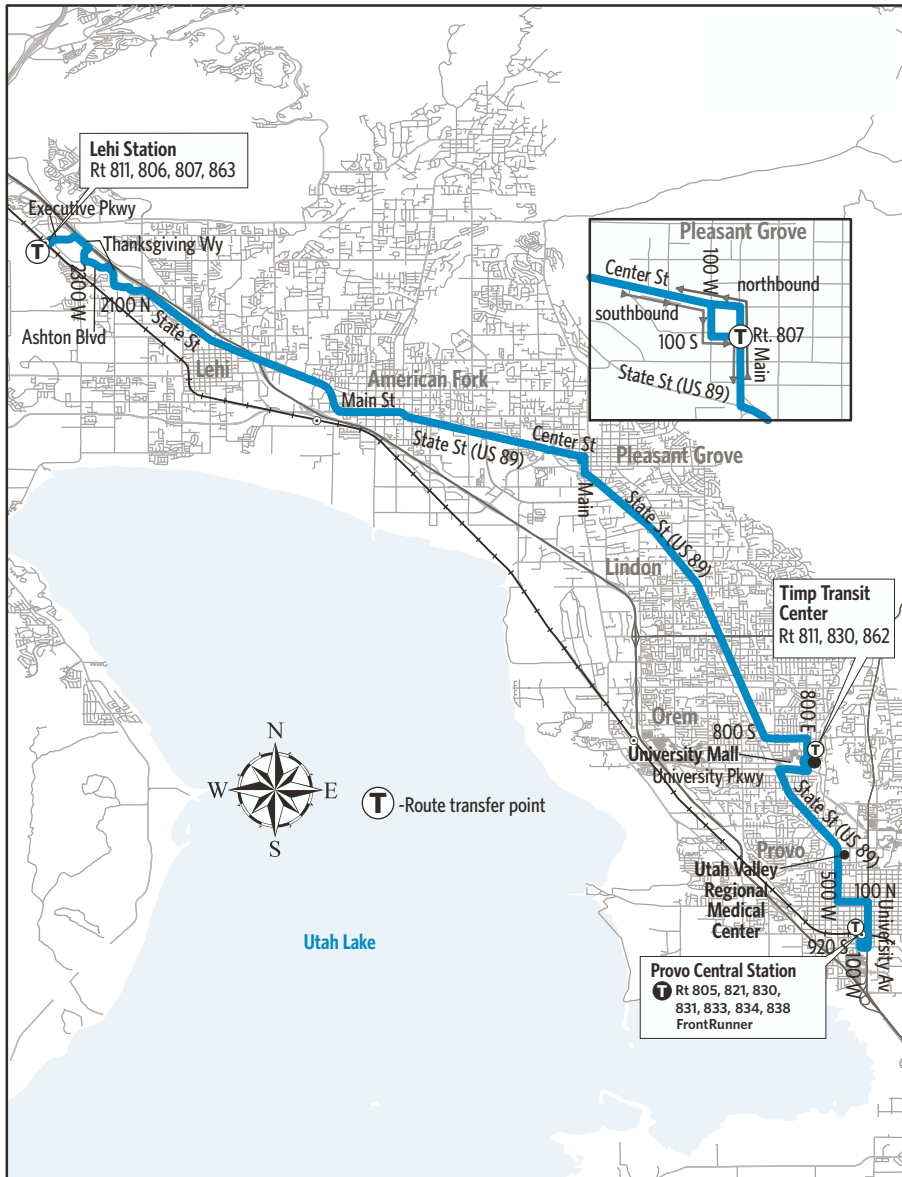 Lehi Station
Rt 811, 806, 807, 863
Executive Pkwy
T
Thanksgiving Wy
2300 W
2100 N
Ashton Blvd
State St
Lehi
American Fork
Main St
State St (US 89)
Center St
Pleasant Grove
Main
State St (US 89)
Lindon
Pleasant Grove
Center St
100 W
northbound
southbound
100 S
T
Rt. 807
Main
State St (US 89)
Timp Transit
Center
Rt 811, 830, 862
800 E
Orem
800 S
T
University Mall
University Pkwy
State St (US 89)
Provo
Utah Valley
Regional
Medical
Center
500 W
100 N
University Av
T
920 S
100 W
Provo Central Station
T Rt 805, 821, 830,
831, 833, 834, 838
FrontRunner
N
W
E
S
T -Route transfer point
Utah Lake